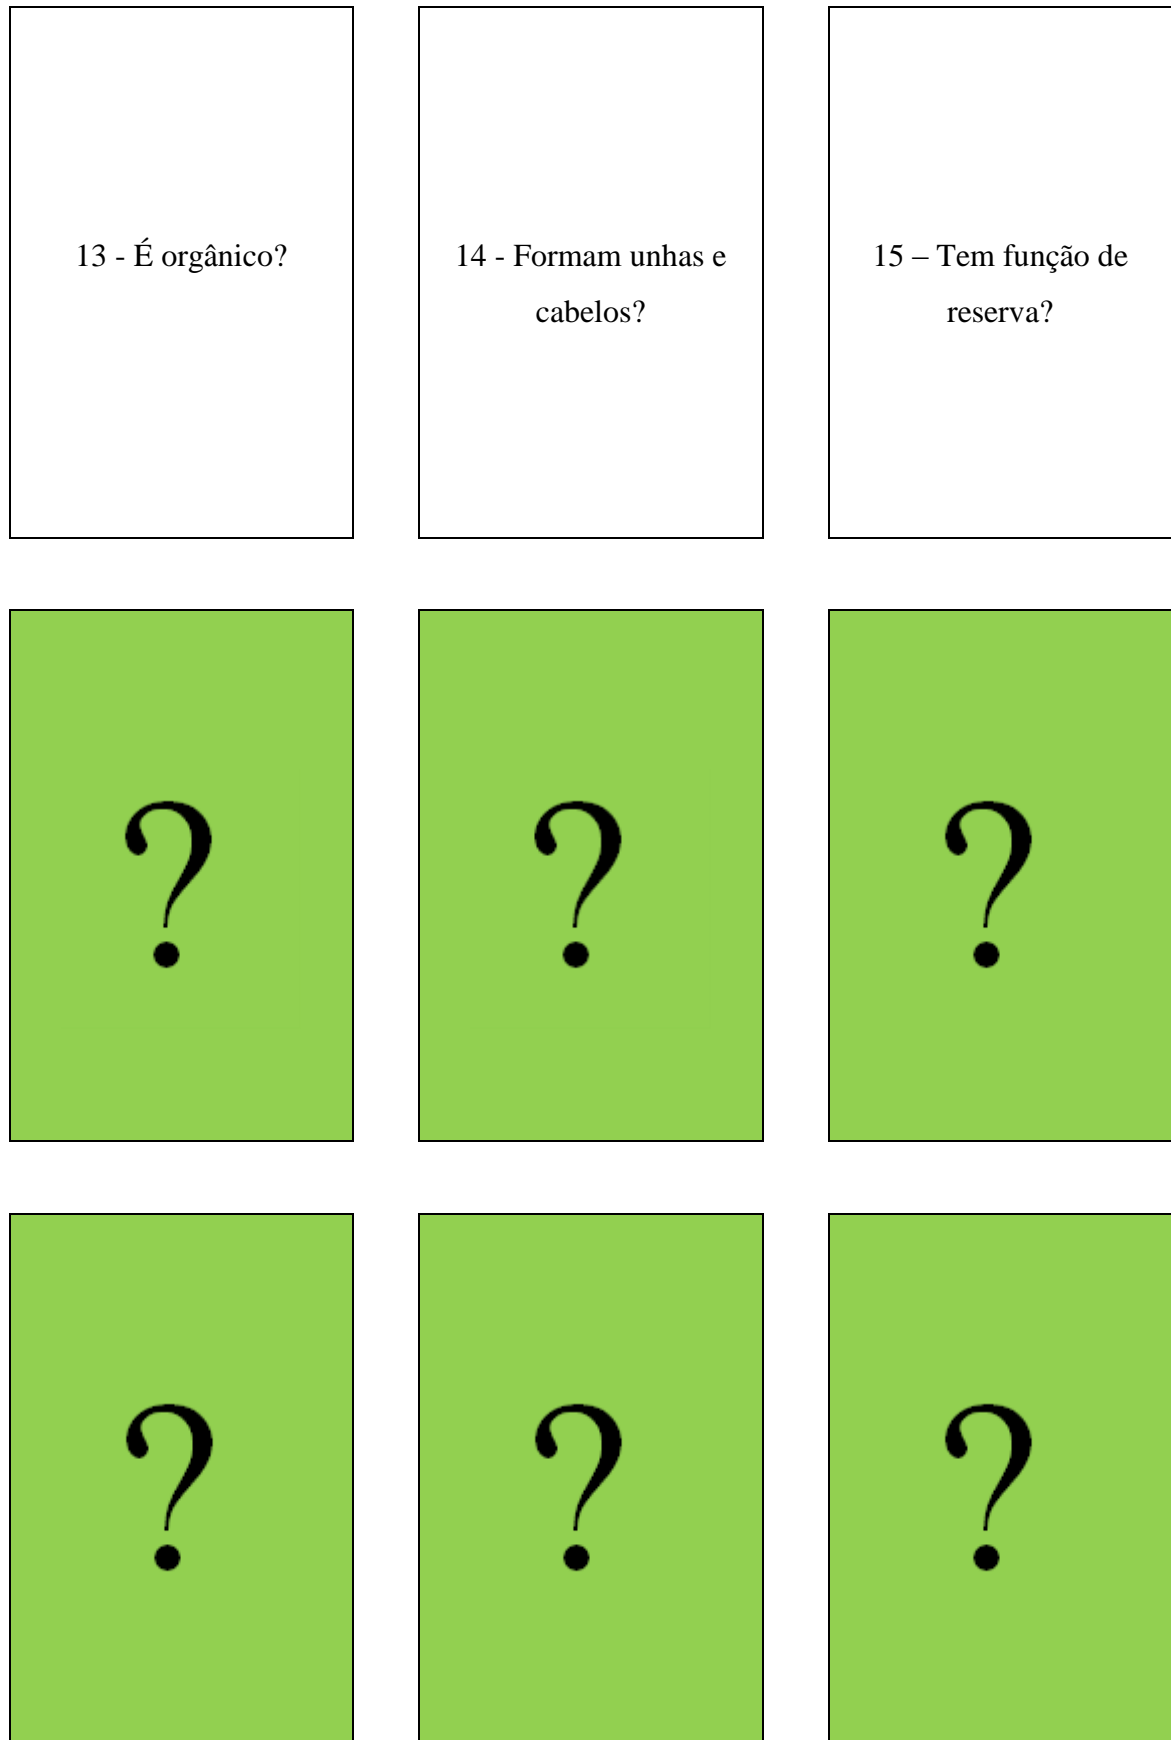 13 - É orgânico?
14 - Formam unhas e
cabelos?
15 – Tem função de
reserva?
?
?
?
?
?
?